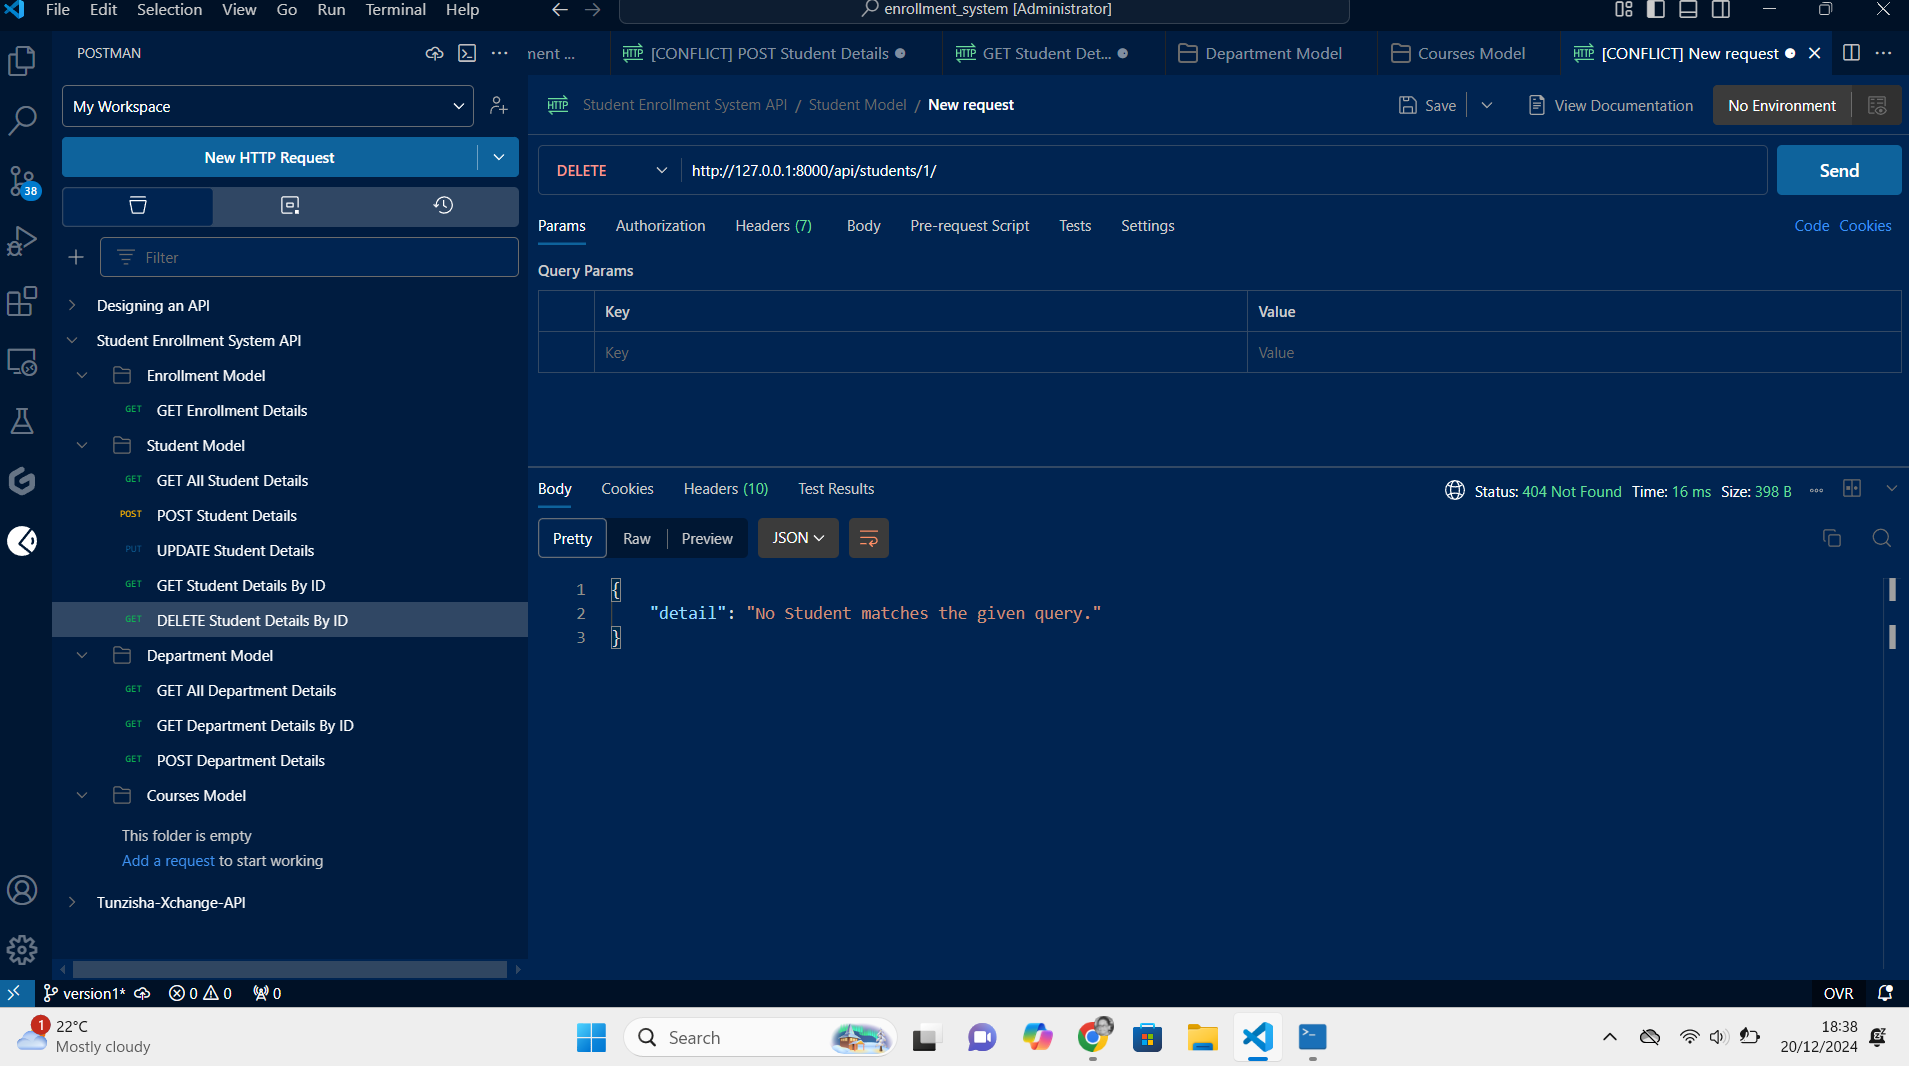 File Edit Selection View Go Run Terminal Help
enrollment_system [Administrator]
POSTMAN
ment ...
[CONFLICT] POST Student Details
GET Student Det...
Department Model
Courses Model
[CONFLICT] New request
My Workspace
Student Enrollment System API / Student Model / New request
Save
View Documentation
No Environment
New HTTP Request
DELETE
http://127.0.0.1:8000/api/students/1/
Send
38
Params Authorization Headers (7) Body Pre-request Script Tests Settings
Code Cookies
Filter
Query Params
Key Value
Key Value
Designing an API
Student Enrollment System API
Enrollment Model
GET GET Enrollment Details
Student Model
GET GET All Student Details
POST POST Student Details
PUT UPDATE Student Details
GET GET Student Details By ID
GET DELETE Student Details By ID
Department Model
GET GET All Department Details
GET GET Department Details By ID
GET POST Department Details
Courses Model
This folder is empty
Add a request to start working
Tunzisha-Xchange-API
Body Cookies Headers (10) Test Results
Status: 404 Not Found Time: 16 ms Size: 398 B
Pretty Raw Preview JSON
1 {
2 "detail": "No Student matches the given query."
3 }
version1* 0 0 0
OVR
1
22°C
Mostly cloudy
Search
18:38
20/12/2024